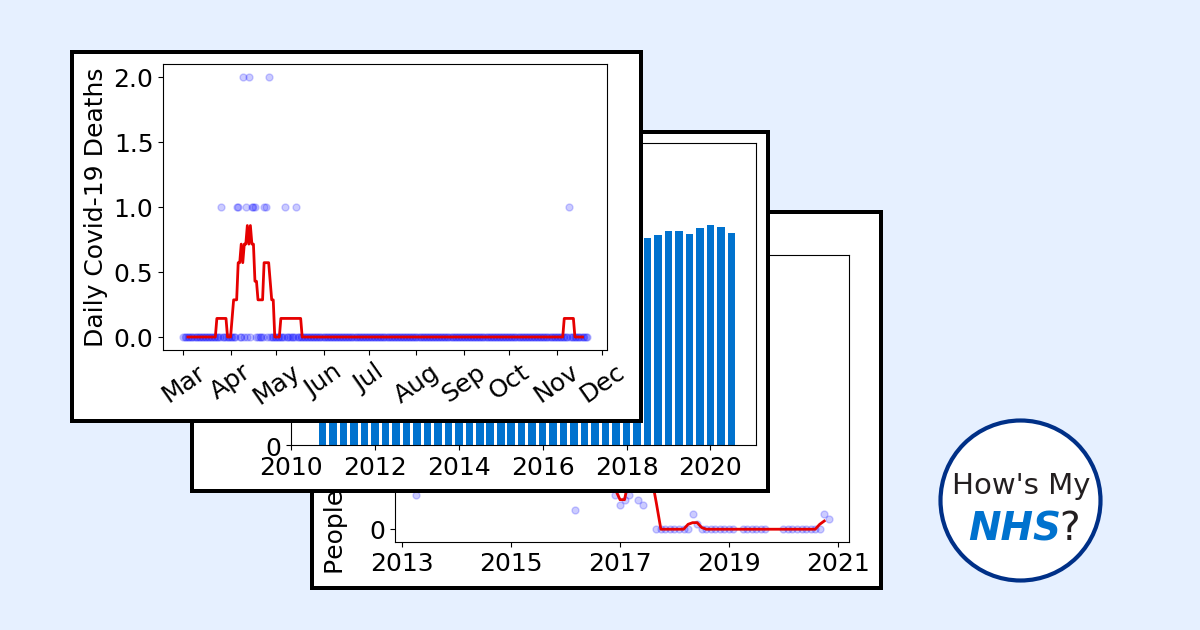 Daily Covid-19 Deaths
2.0
1.5
1.0
0.5
0.0
Mar Apr May Jun Jul Aug Sep Oct Nov Dec
0
2010 2012 2014 2016 2018 2020
People
0
2013 2015 2017 2019 2021
How's My
NHS?